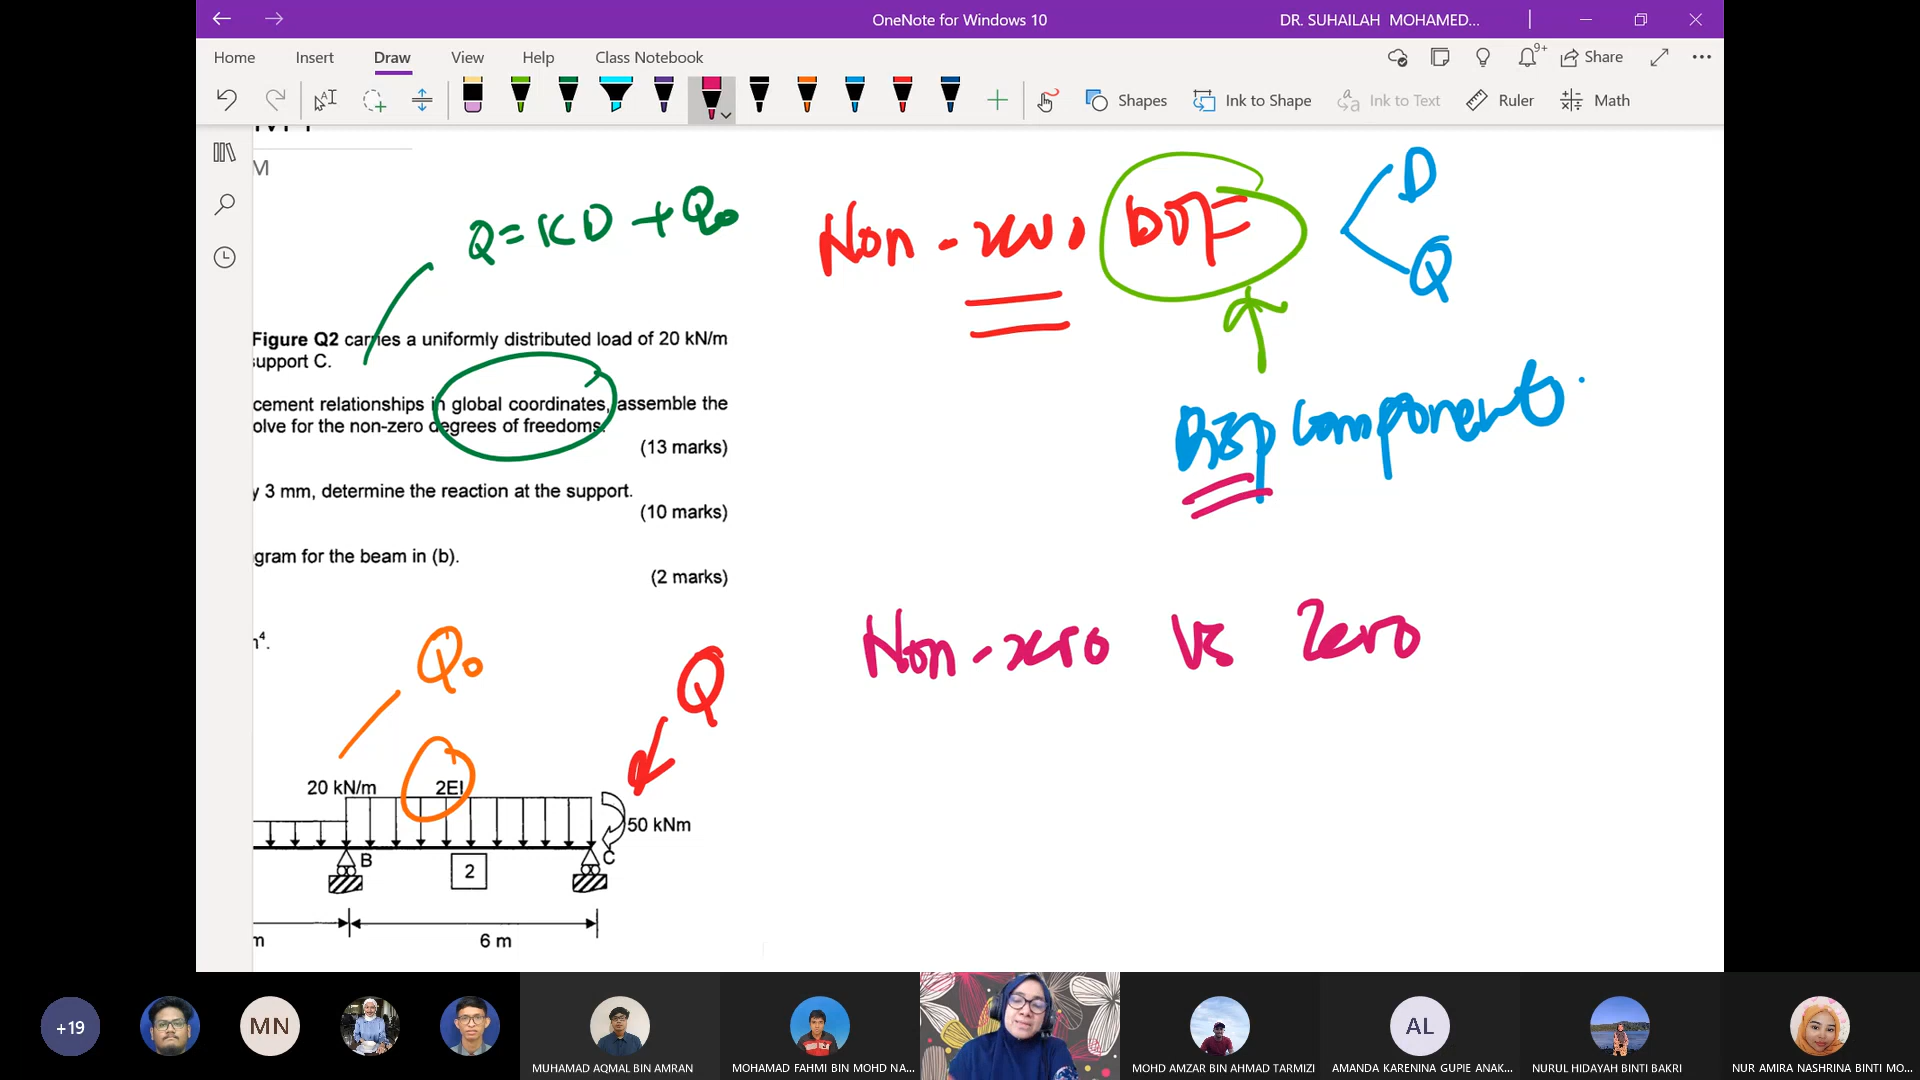 OneNote for Windows 10
DR. SUHAILAH MOHAMED...
Home Insert Draw View Help Class Notebook
9+
Share
Shapes
Ink to Shape
Ink to Text
Ruler
Math
M
Q = KD + Q₀
Non-zero DOF
D
Q
Figure Q2 carries a uniformly distributed load of 20 kN/m
support C.
cement relationships in global coordinates, assemble the
olve for the non-zero degrees of freedoms.
(13 marks)
Disp components
y 3 mm, determine the reaction at the support.
(10 marks)
gram for the beam in (b).
(2 marks)
Non-zero Vs Zero
n⁴.
Q₀
Q
20 kN/m
2EI
50 kNm
B
C
2
m
6 m
+19
MN
AL
MUHAMAD AQMAL BIN AMRAN
MOHAMAD FAHMI BIN MOHD NA...
MOHD AMZAR BIN AHMAD TARMIZI
AMANDA KARENINA GUPIE ANAK...
NURUL HIDAYAH BINTI BAKRI
NUR AMIRA NASHRINA BINTI MO...